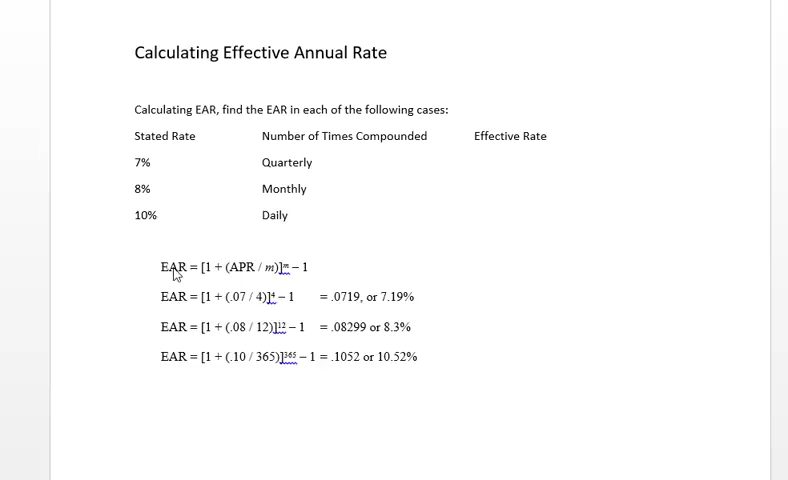 Calculating Effective Annual Rate
Calculating EAR, find the EAR in each of the following cases:
Stated Rate Number of Times Compounded Effective Rate
7% Quarterly
8% Monthly
10% Daily
EAR = [1 + (APR / m)]ᵐ – 1
EAR = [1 + (.07 / 4)]⁴ – 1 = .0719, or 7.19%
EAR = [1 + (.08 / 12)]¹² – 1 = .08299 or 8.3%
EAR = [1 + (.10 / 365)]³⁶⁵ – 1 = .1052 or 10.52%